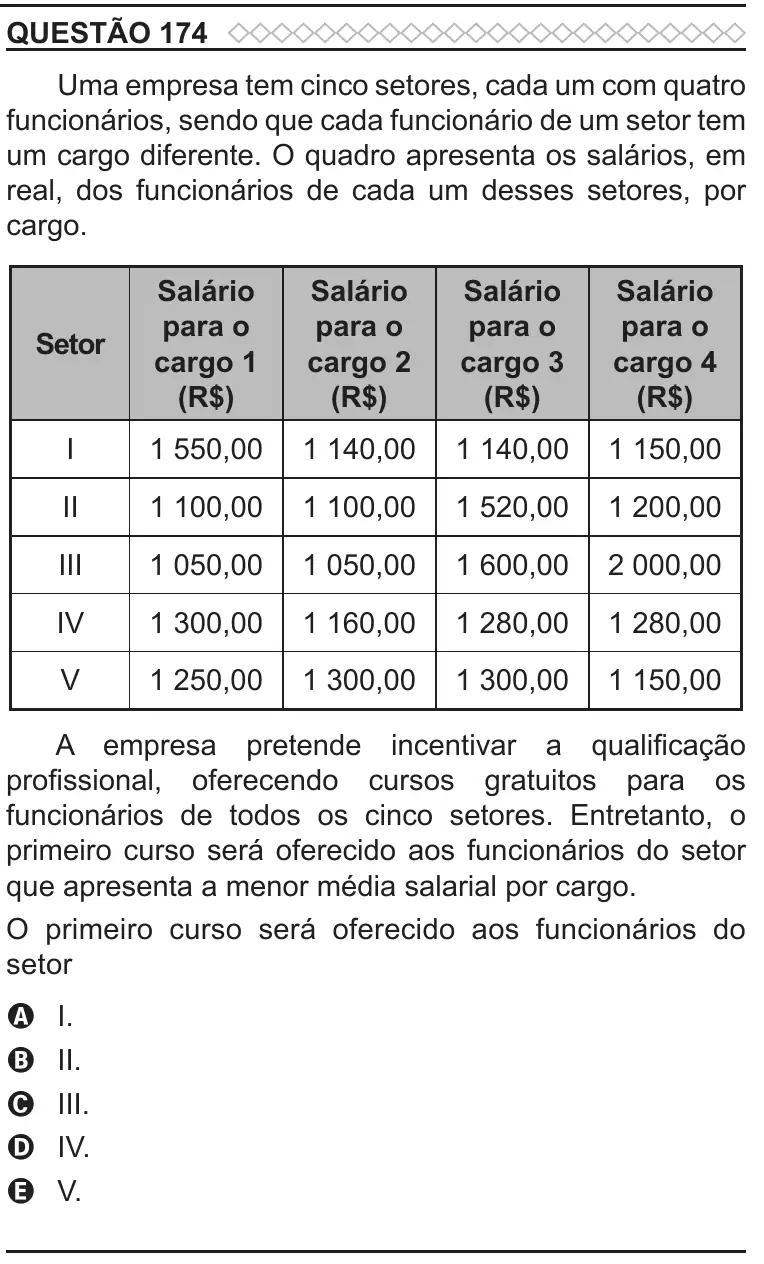 QUESTÃO 174
Uma empresa tem cinco setores, cada um com quatro
funcionários, sendo que cada funcionário de um setor tem
um cargo diferente. O quadro apresenta os salários, em
real, dos funcionários de cada um desses setores, por
cargo.
Setor | Salário para o cargo 1 (R$) | Salário para o cargo 2 (R$) | Salário para o cargo 3 (R$) | Salário para o cargo 4 (R$)
I | 1 550,00 | 1 140,00 | 1 140,00 | 1 150,00
II | 1 100,00 | 1 100,00 | 1 520,00 | 1 200,00
III | 1 050,00 | 1 050,00 | 1 600,00 | 2 000,00
IV | 1 300,00 | 1 160,00 | 1 280,00 | 1 280,00
V | 1 250,00 | 1 300,00 | 1 300,00 | 1 150,00
A empresa pretende incentivar a qualificação
profissional, oferecendo cursos gratuitos para os
funcionários de todos os cinco setores. Entretanto, o
primeiro curso será oferecido aos funcionários do setor
que apresenta a menor média salarial por cargo.
O primeiro curso será oferecido aos funcionários do
setor
A I.
B II.
C III.
D IV.
E V.